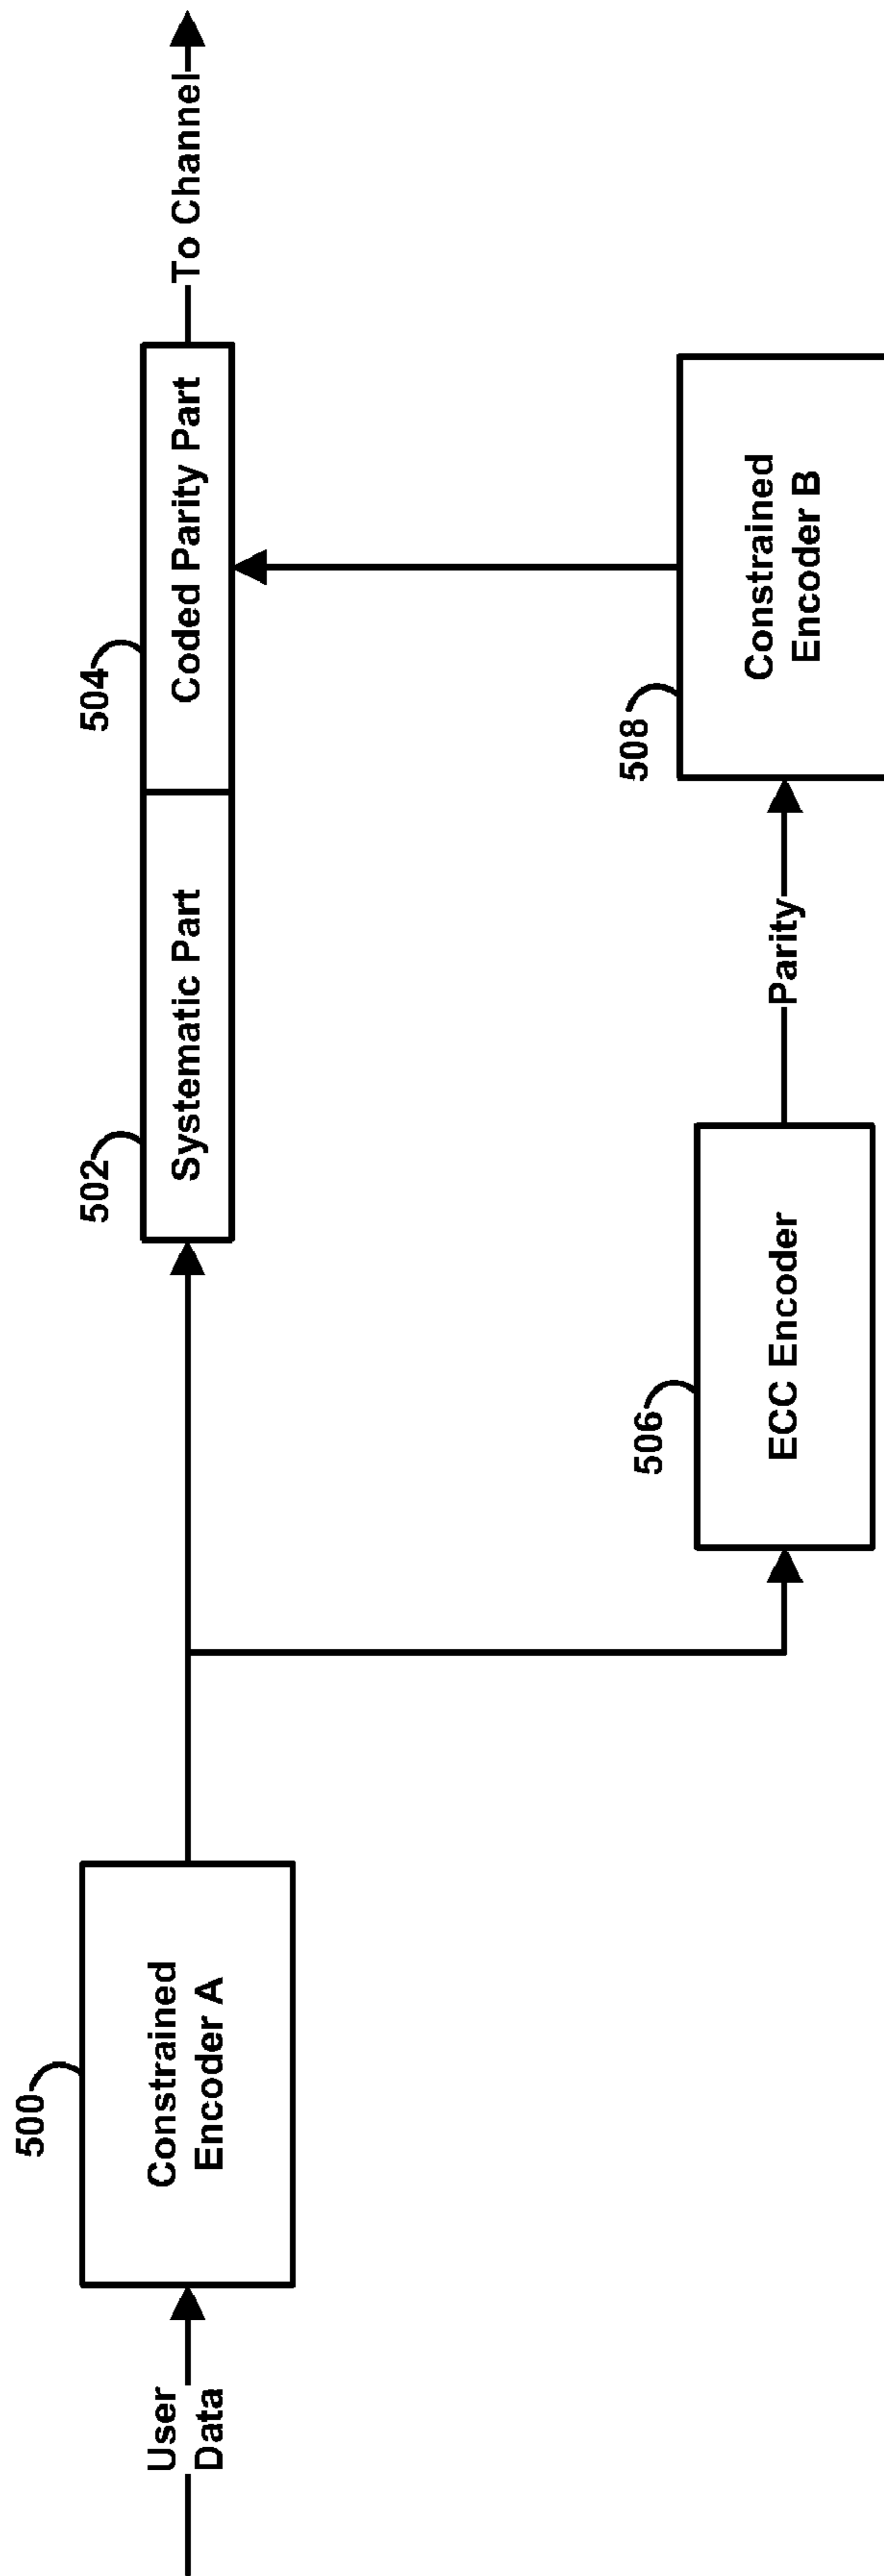 User
Data
500
Constrained
Encoder A
502
Systematic Part
504
Coded Parity Part
To Channel
506
ECC Encoder
Parity
508
Constrained
Encoder B